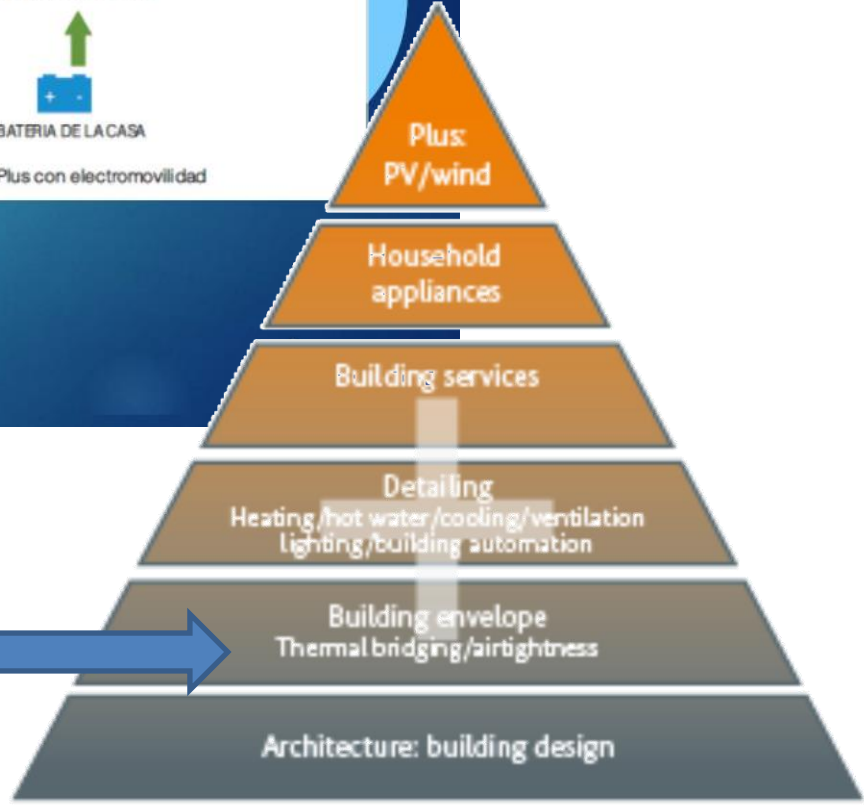 + -
BATERIA DE LA CASA
Plus con electromovilidad
Plus:
PV/wind
Household
appliances
Building services
Detailing
Heating/hot water/cooling/ventilation
Lighting/building automation
Building envelope
Thermal bridging/airtightness
Architecture: building design